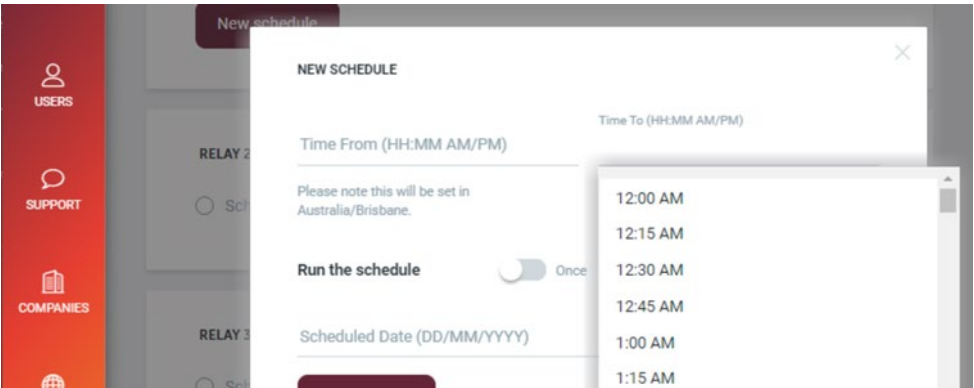 New schedule
USERS
SUPPORT
COMPANIES
RELAY 2
Sch
RELAY 3
Sch
NEW SCHEDULE
Time From (HH:MM AM/PM)
Time To (HH:MM AM/PM)
Please note this will be set in
Australia/Brisbane.
Run the schedule
Once
Scheduled Date (DD/MM/YYYY)
12:00 AM
12:15 AM
12:30 AM
12:45 AM
1:00 AM
1:15 AM